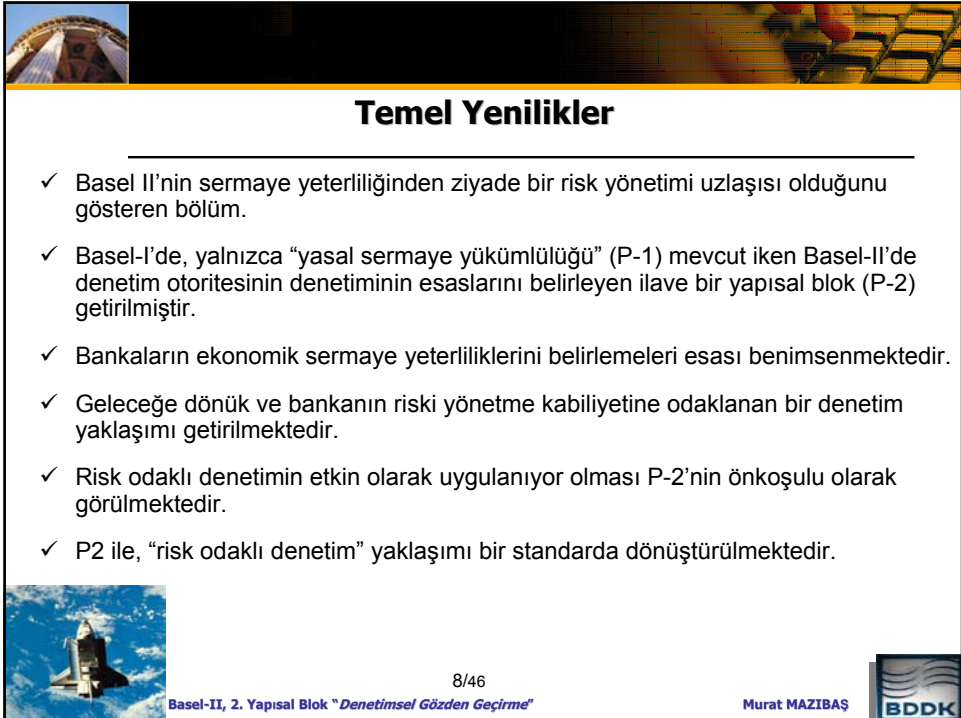 Temel Yenilikler
✓ Basel II’nin sermaye yeterliliğinden ziyade bir risk yönetimi uzlaşısı olduğunu
gösteren bölüm.
✓ Basel-I’de, yalnızca “yasal sermaye yükümlülüğü” (P-1) mevcut iken Basel-II’de
denetim otoritesinin denetiminin esaslarını belirleyen ilave bir yapısal blok (P-2)
getirilmiştir.
✓ Bankaların ekonomik sermaye yeterliliklerini belirlemeleri esası benimsenmektedir.
✓ Geleceğe dönük ve bankanın riski yönetme kabiliyetine odaklanan bir denetim
yaklaşımı getirilmektedir.
✓ Risk odaklı denetimin etkin olarak uygulanıyor olması P-2’nin önkoşulu olarak
görülmektedir.
✓ P2 ile, “risk odaklı denetim” yaklaşımı bir standarda dönüştürülmektedir.
8/46
Basel-II, 2. Yapısal Blok “Denetimsel Gözden Geçirme”
Murat MAZIBAŞ
BDDK